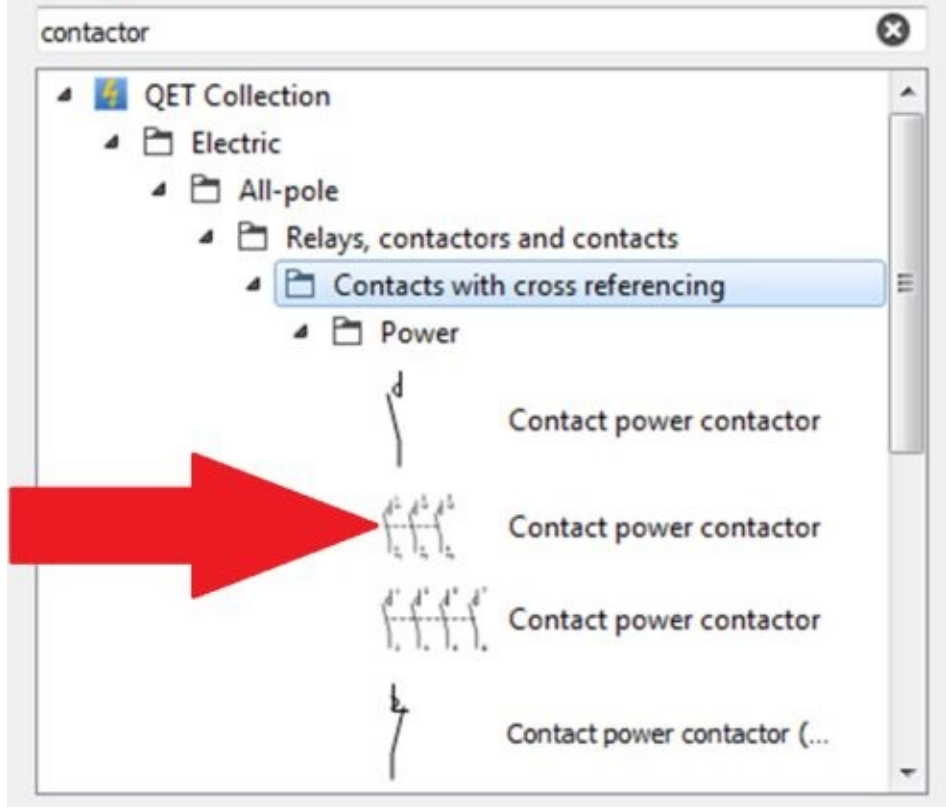 contactor
QET Collection
Electric
All-pole
Relays, contactors and contacts
Contacts with cross referencing
Power
Contact power contactor
Contact power contactor
Contact power contactor
Contact power contactor (...